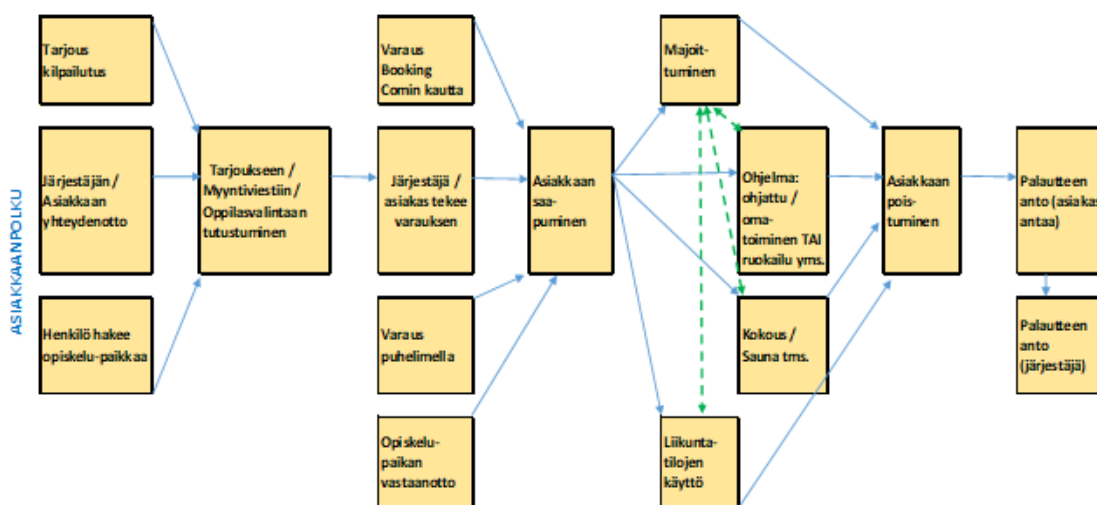 ASIAKKAANPOLKU
Tarjous
kilpailutus
Järjestäjän /
Asiakkaan
yhteydenotto
Henkilö hakee
opiskelu-paikkaa
Tarjoukseen /
Myyntiviestiin /
Oppilasvalintaan
tutustuminen
Varaus
Booking
Comin kautta
Järjestäjä /
asiakas tekee
varauksen
Varaus
puhelimella
Opiskelu-
paikan
vastaanotto
Asiakkaan
saa-
puminen
Majoit-
tuminen
Ohjelma:
ohjattu /
oma-
toiminen TAI
ruokailu yms.
Kokous /
Sauna tms.
Liikunta-
tilojen
käyttö
Asiakkaan
pois-
tuminen
Palautteen
anto (asiakas
antaa)
Palautteen
anto
(järjestäjä)